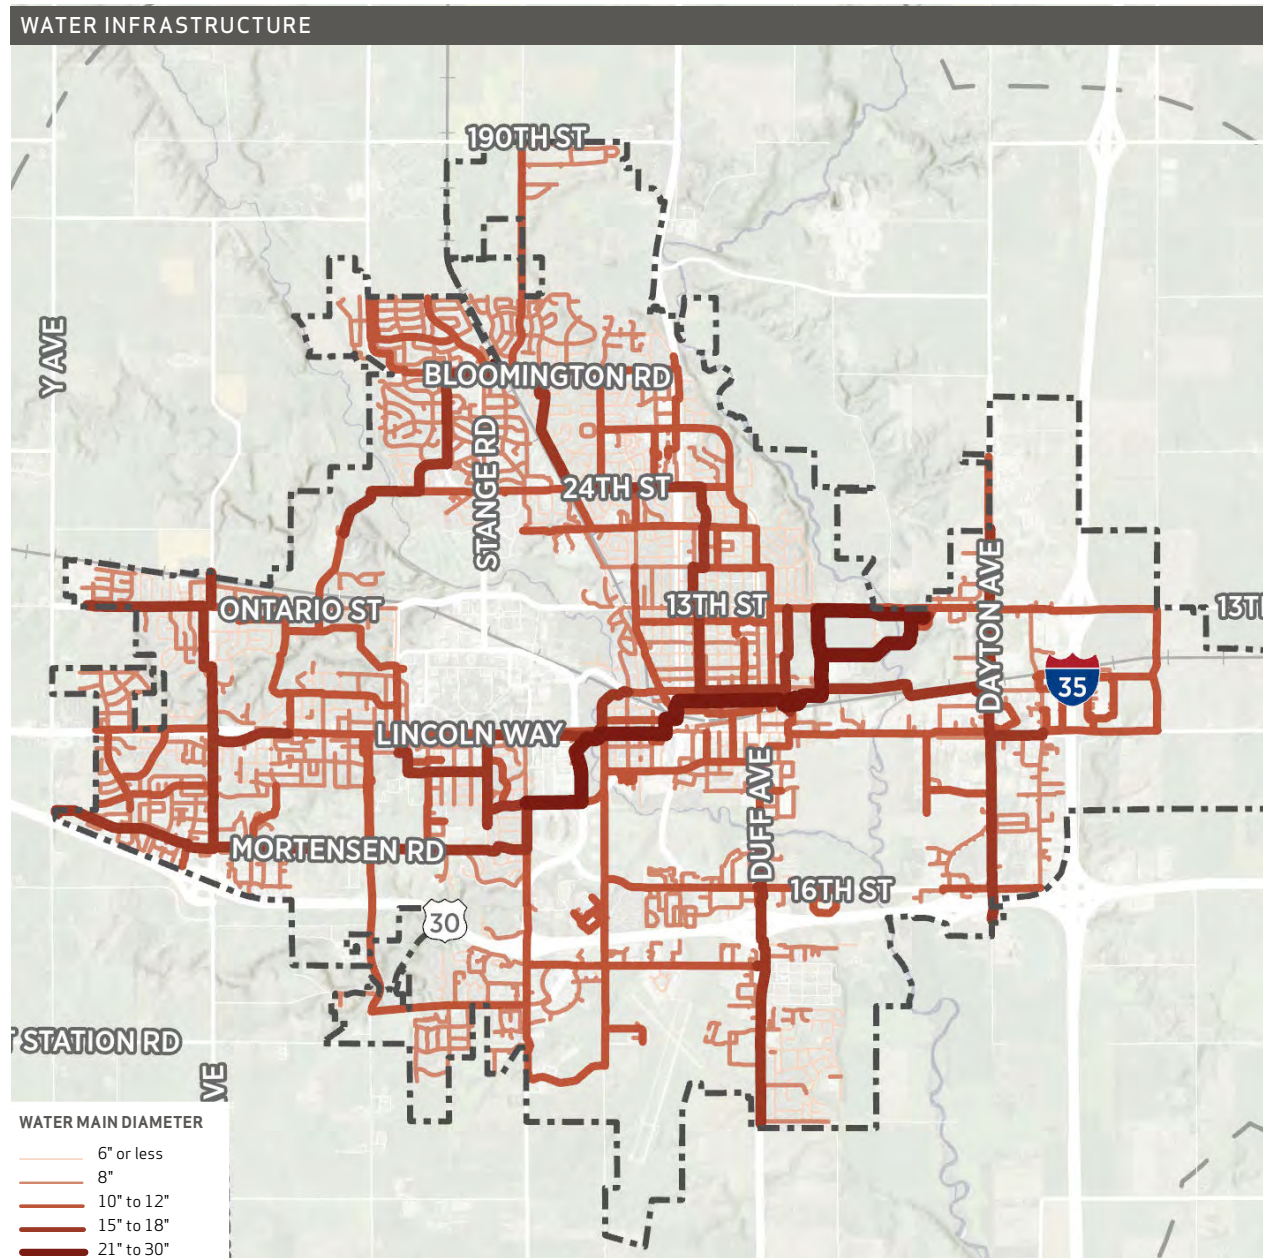 WATER INFRASTRUCTURE
190TH ST
Y AVE
BLOOMINGTON RD
STANGE RD
24TH ST
DAYTON AVE
ONTARIO ST
13TH ST
13TH
35
LINCOLN WAY
DUFF AVE
MORTENSEN RD
16TH ST
30
T STATION RD
VE
WATER MAIN DIAMETER
6" or less
8"
10" to 12"
15" to 18"
21" to 30"